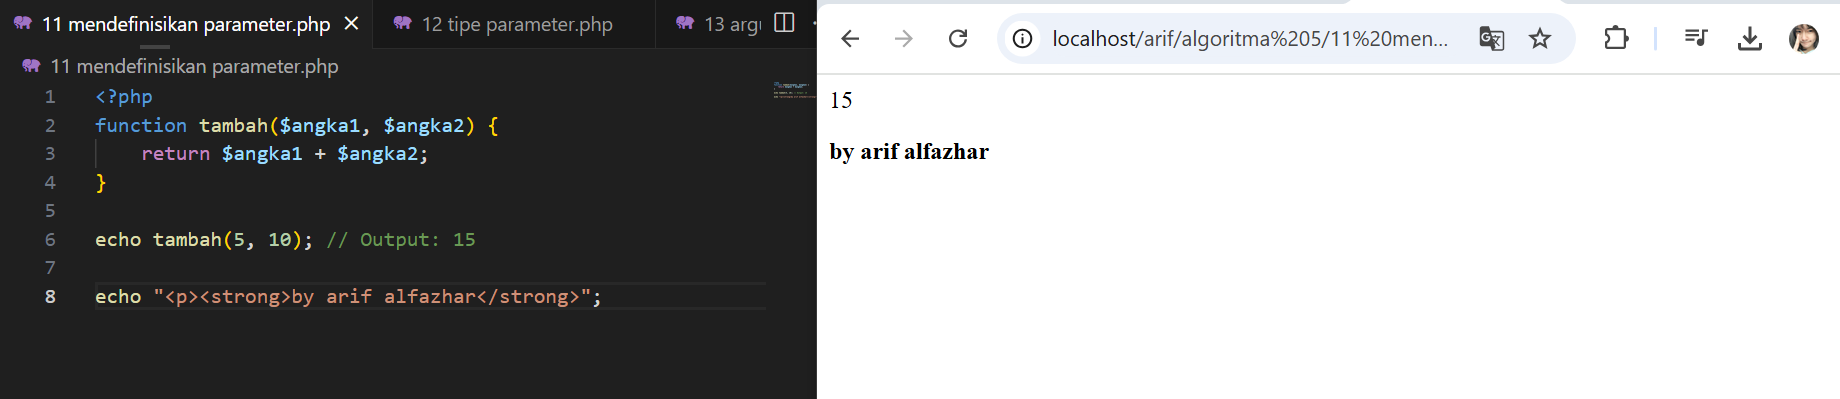 11 mendefinisikan parameter.php
12 tipe parameter.php
13 argu
11 mendefinisikan parameter.php
1 <?php
2 function tambah($angka1, $angka2) {
3     return $angka1 + $angka2;
4 }
5
6 echo tambah(5, 10); // Output: 15
7
8 echo "<p><strong>by arif alfazhar</strong>";
localhost/arif/algoritma%205/11%20men...
15
by arif alfazhar